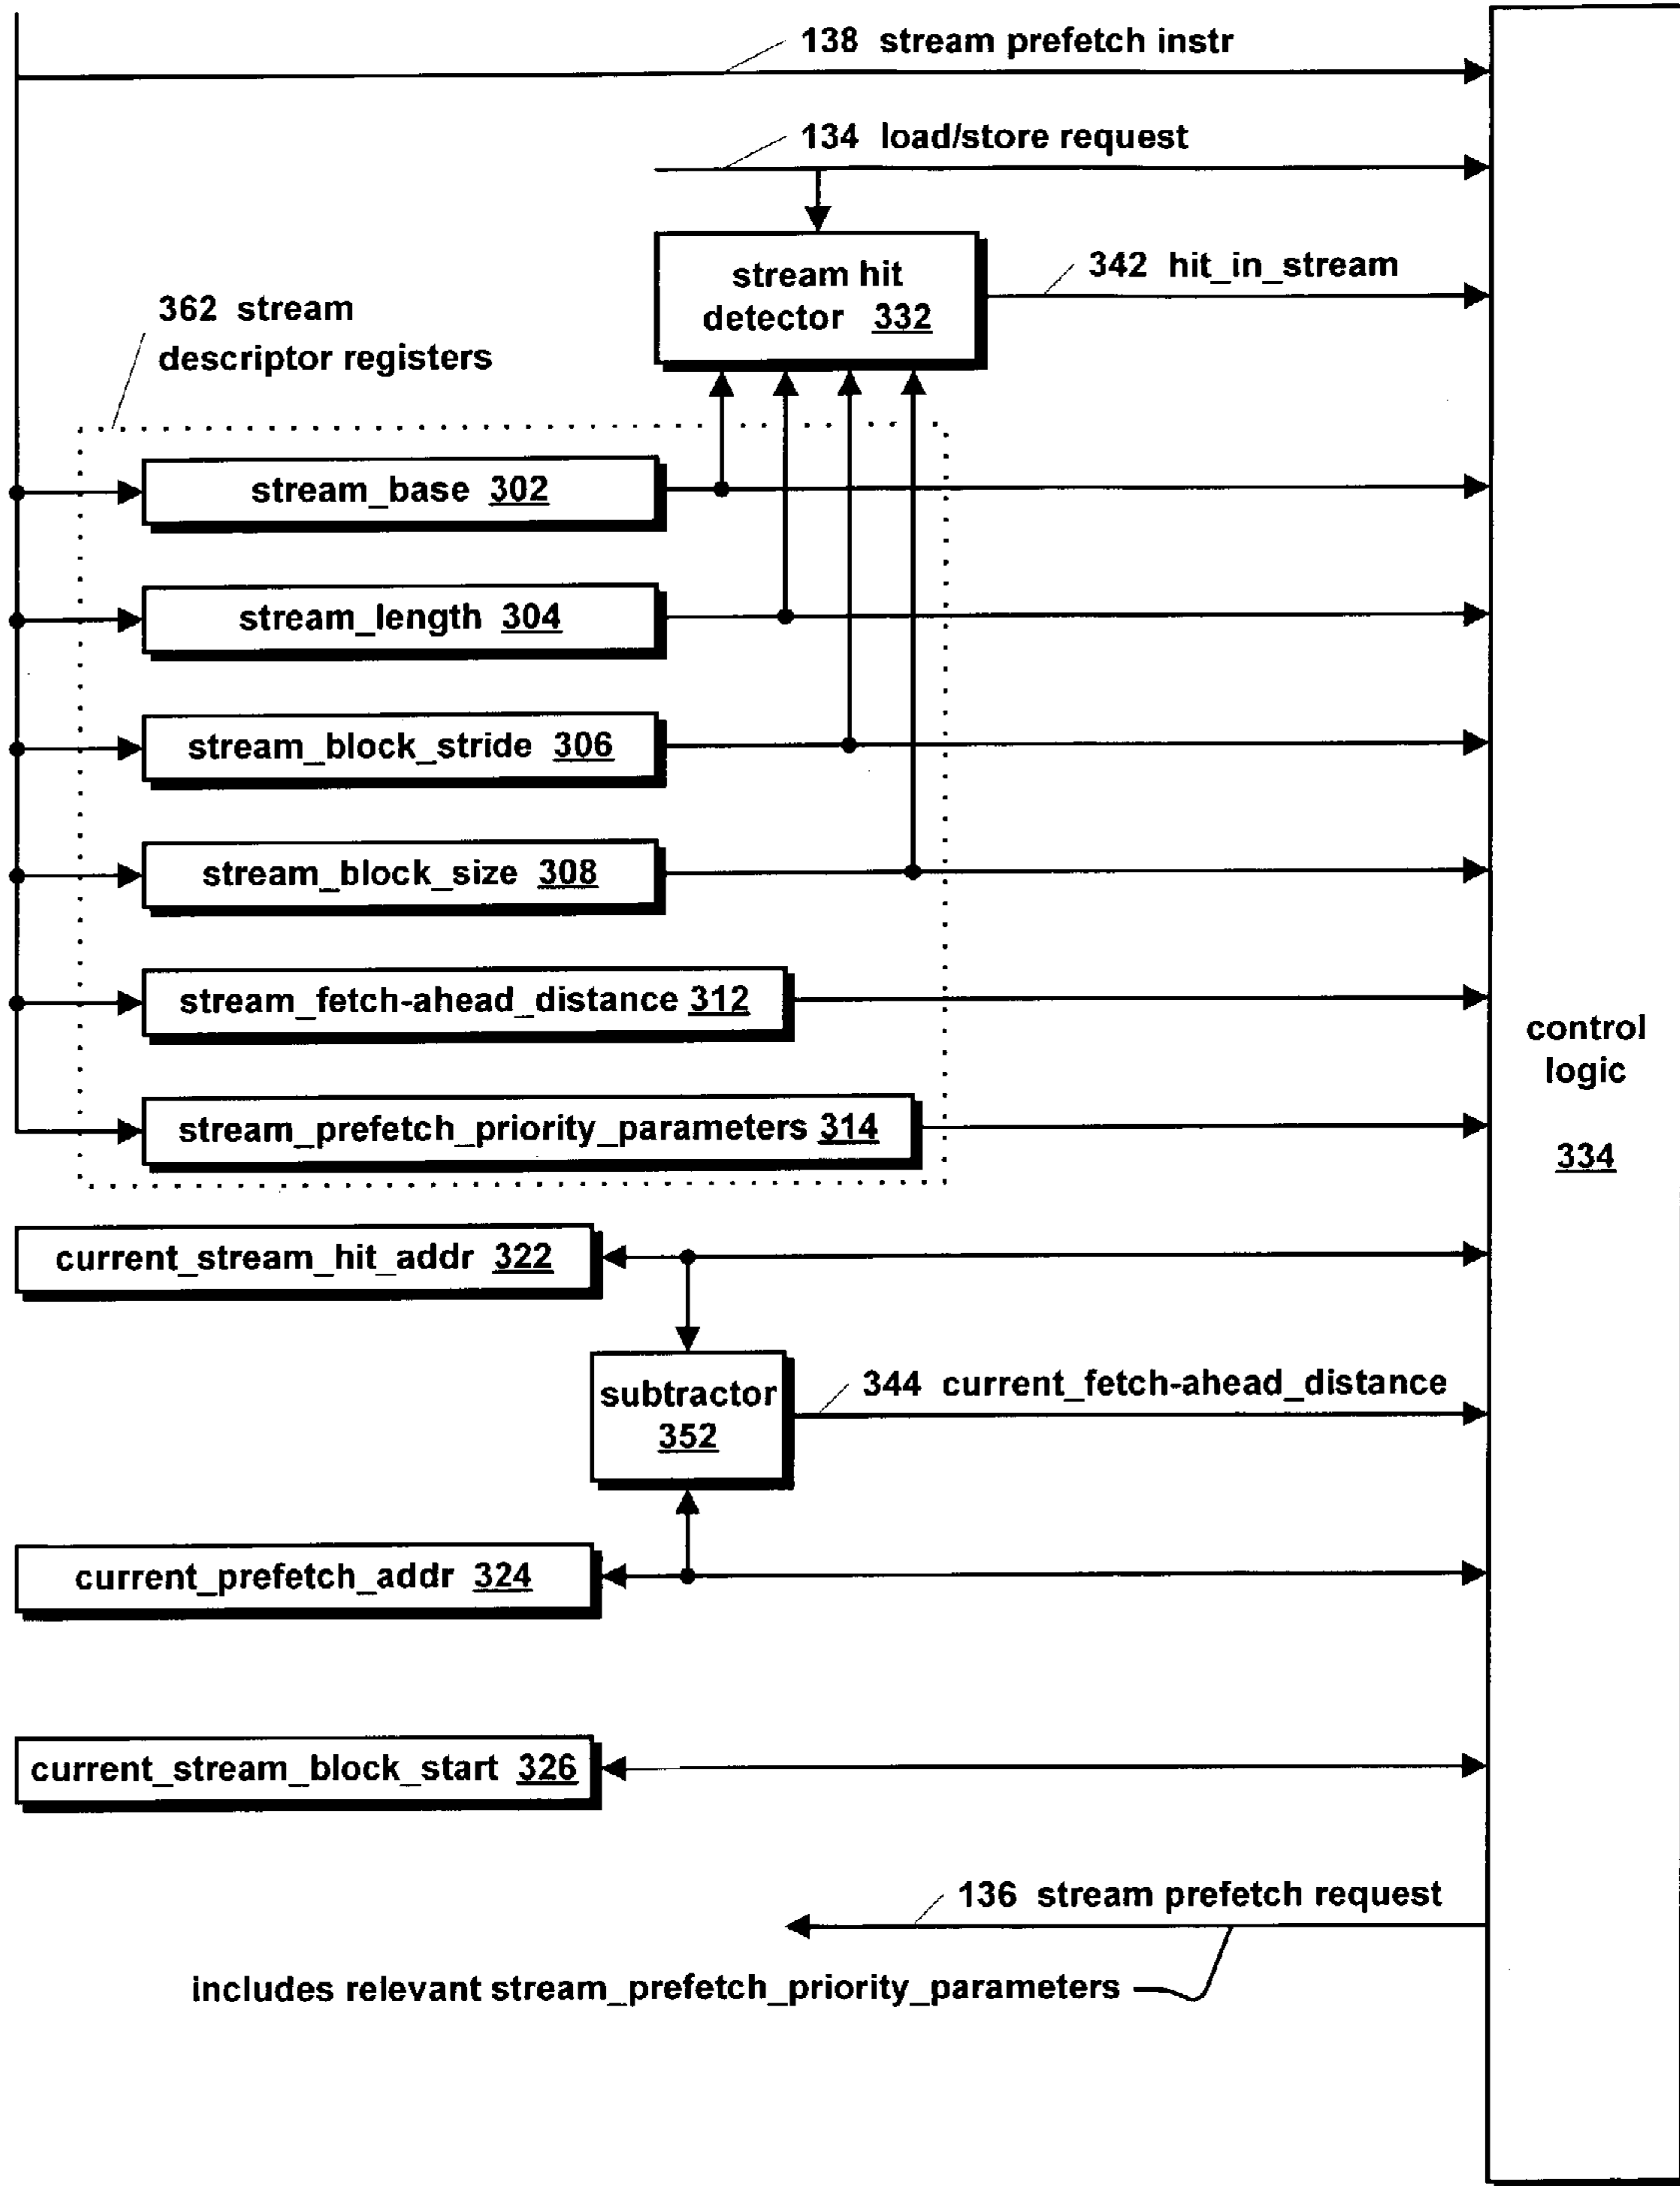 138 stream prefetch instr
134 load/store request
stream hit
detector 332
342 hit_in_stream
362 stream
descriptor registers
stream_base 302
stream_length 304
stream_block_stride 306
stream_block_size 308
stream_fetch-ahead_distance 312
stream_prefetch_priority_parameters 314
control
logic
334
current_stream_hit_addr 322
subtractor
352
344 current_fetch-ahead_distance
current_prefetch_addr 324
current_stream_block_start 326
136 stream prefetch request
includes relevant stream_prefetch_priority_parameters